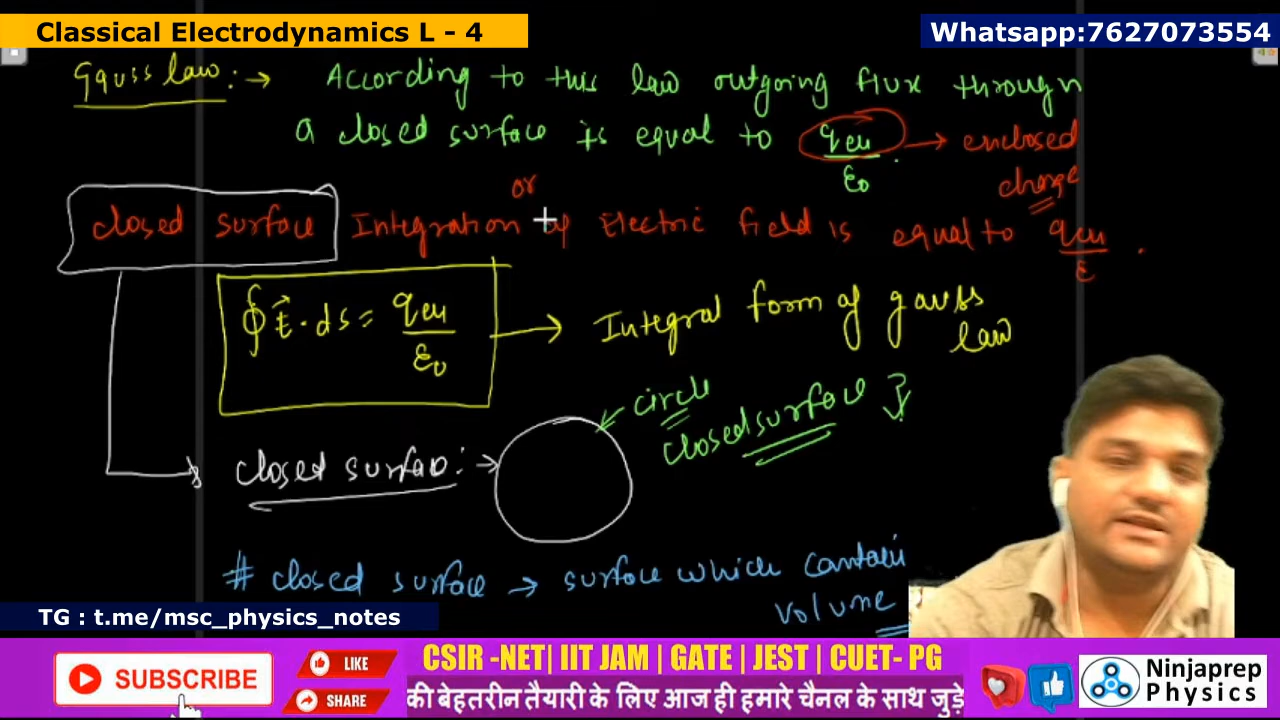 Classical Electrodynamics L - 4
Whatsapp:7627073554
Gauss law : →
According to this law outgoing flux through
a closed surface is equal to qen/ε0 . → enclosed charge
or
closed surface Integration of Electric field is equal to qen/ε .
∮ E⃗ . ds = qen/ε0 → Integral form of gauss
law
circle
closed surface ?
closed surface : →
# closed surface → surface which contain
volume
TG : t.me/msc_physics_notes
SUBSCRIBE
LIKE
SHARE
CSIR -NET| IIT JAM | GATE | JEST | CUET- PG
की बेहतरीन तैयारी के लिए आज ही हमारे चैनल के साथ जुड़े
Ninjaprep
Physics